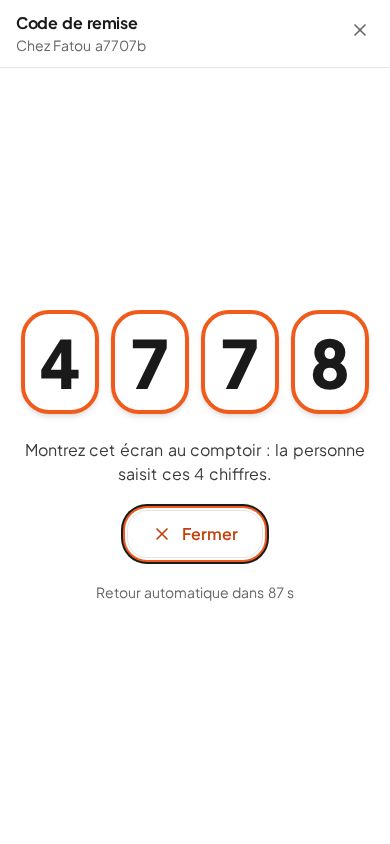 Code de remise
Chez Fatou a7707b
4 7 7 8
Montrez cet écran au comptoir : la personne
saisit ces 4 chiffres.
Fermer
Retour automatique dans 87 s